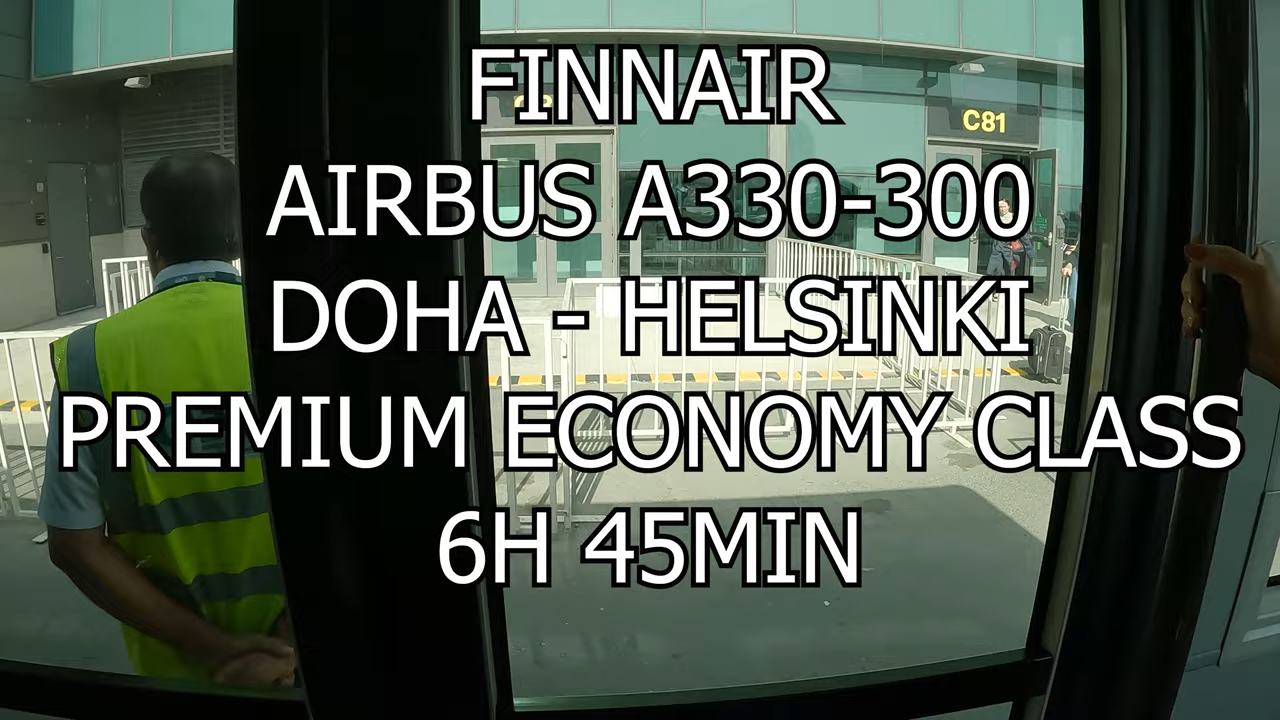 FINNAIR
AIRBUS A330-300
C81
DOHA - HELSINKI
PREMIUM ECONOMY CLASS
6H 45MIN